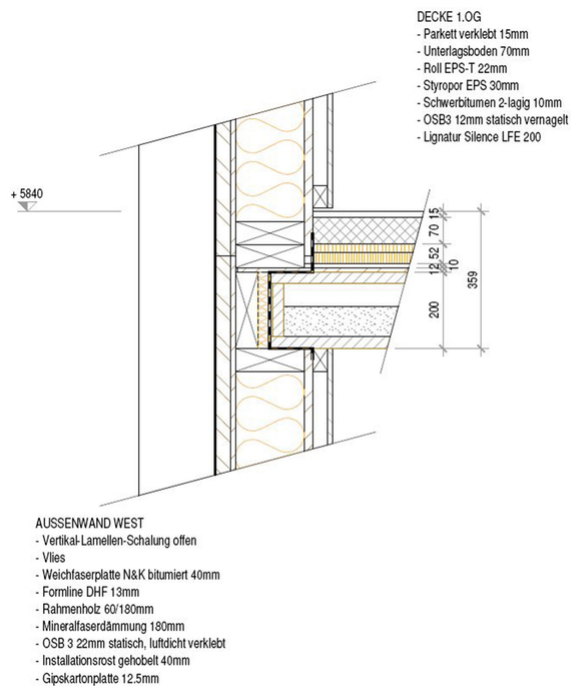 DECKE 1.OG
- Parkett verklebt 15mm
- Unterlagsboden 70mm
- Roll EPS-T 22mm
- Styropor EPS 30mm
- Schwerbitumen 2-lagig 10mm
- OSB3 12mm statisch vernagelt
- Lignatur Silence LFE 200
+ 5840
15
70
52
12
10
359
200
AUSSENWAND WEST
- Vertikal-Lamellen-Schalung offen
- Vlies
- Weichfaserplatte N&K bitumiert 40mm
- Formline DHF 13mm
- Rahmenholz 60/180mm
- Mineralfaserdämmung 180mm
- OSB 3 22mm statisch, luftdicht verklebt
- Installationsrost gehobelt 40mm
- Gipskartonplatte 12.5mm